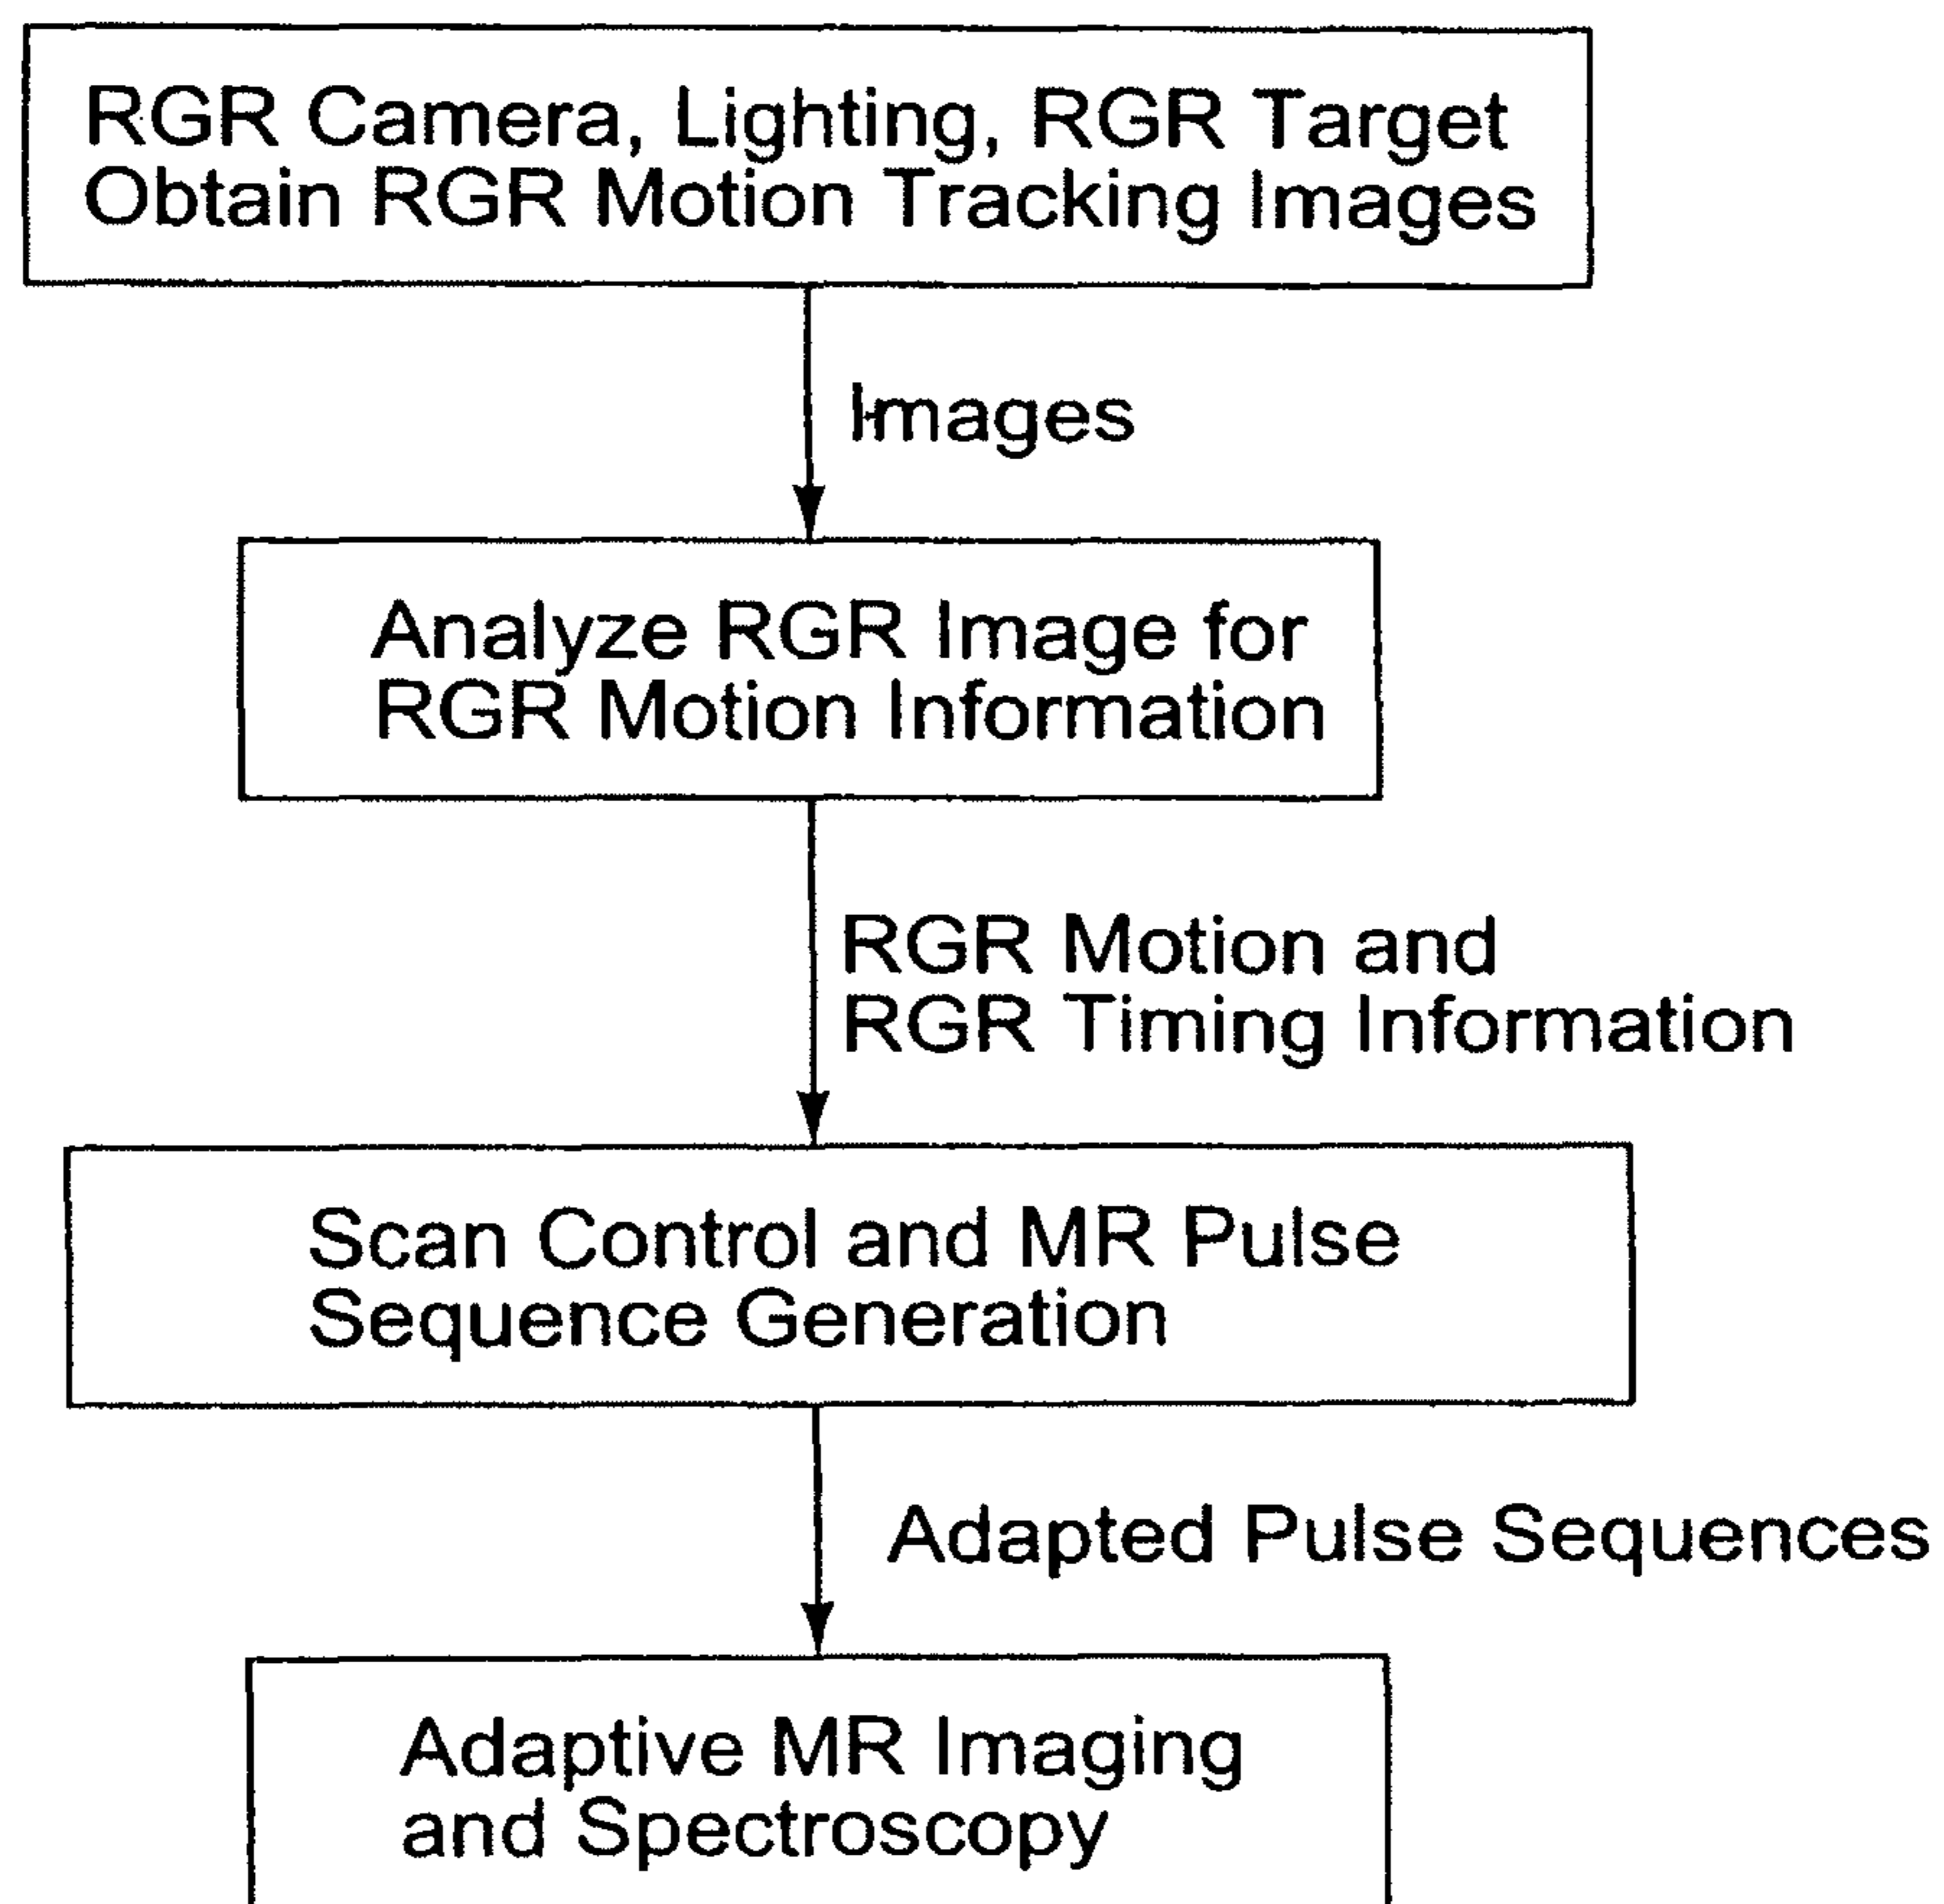 RGR Camera, Lighting, RGR Target
Obtain RGR Motion Tracking Images
Images
Analyze RGR Image for
RGR Motion Information
RGR Motion and
RGR Timing Information
Scan Control and MR Pulse
Sequence Generation
Adapted Pulse Sequences
Adaptive MR Imaging
and Spectroscopy